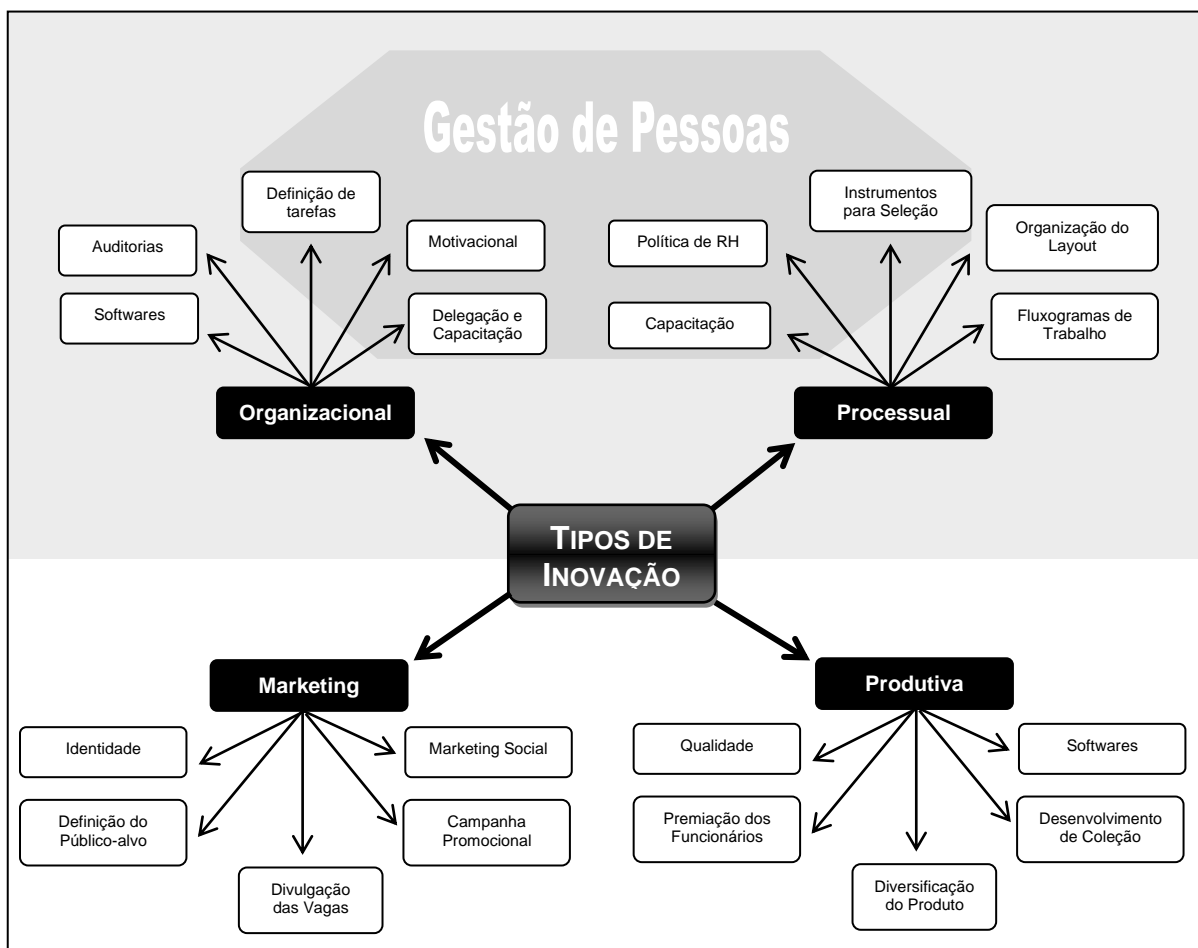 Gestão de Pessoas
Definição de
tarefas
Auditorias
Motivacional
Softwares
Delegação e
Capacitação
Organizacional
Instrumentos
para Seleção
Política de RH
Organização do
Layout
Capacitação
Fluxogramas de
Trabalho
Processual
TIPOS DE
INOVAÇÃO
Marketing
Identidade
Marketing Social
Definição do
Público-alvo
Campanha
Promocional
Divulgação
das Vagas
Produtiva
Qualidade
Softwares
Premiação dos
Funcionários
Desenvolvimento
de Coleção
Diversificação
do Produto